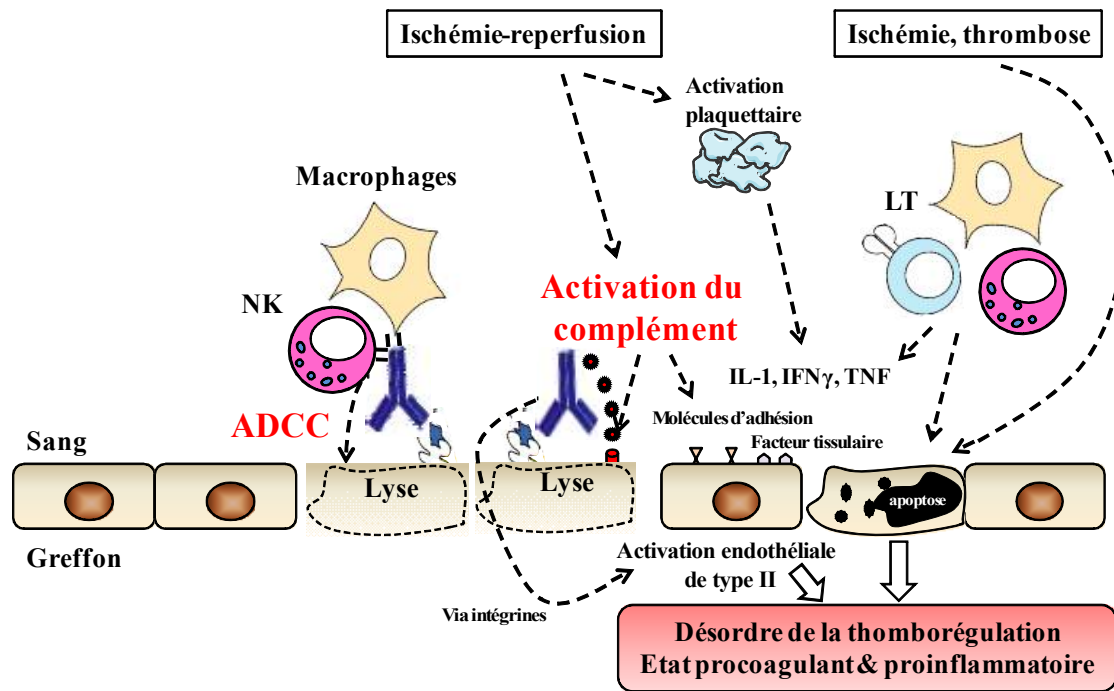 Ischémie-reperfusion
Ischémie, thrombose
Activation
plaquettaire
Macrophages
LT
NK
Activation du
complément
IL-1, IFNγ, TNF
Molécules d'adhésion
Facteur tissulaire
ADCC
Sang
Lyse
Lyse
apoptose
Greffon
Activation endothéliale
de type II
Via intégrines
Désordre de la thomborégulation
Etat procoagulant & proinflammatoire